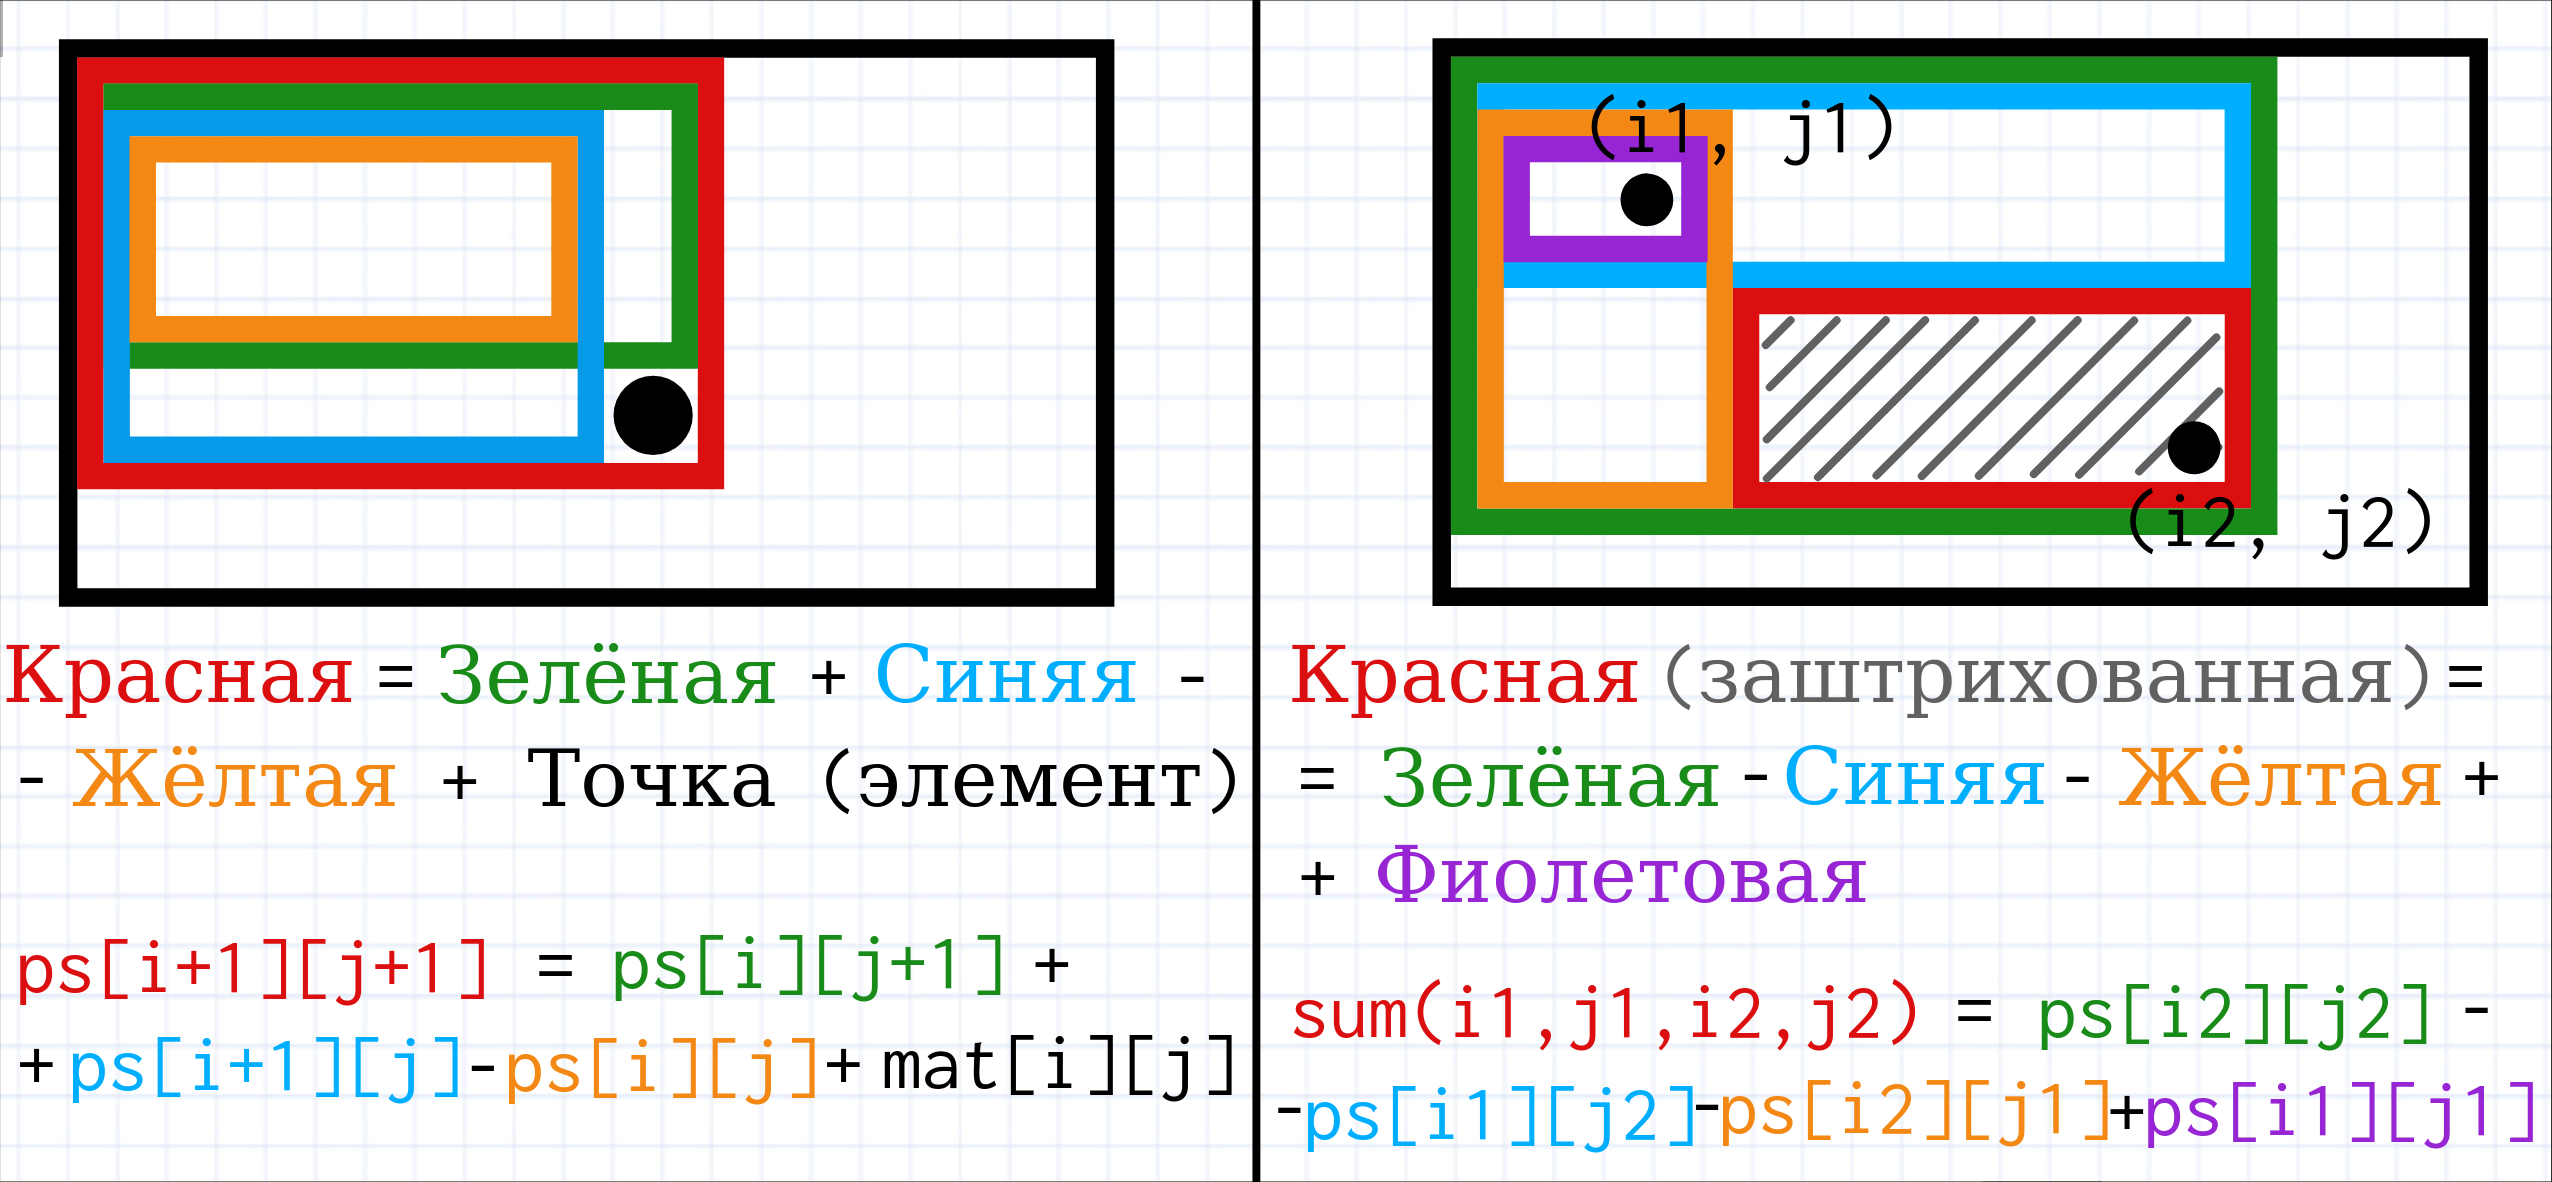 (i1, j1)
(i2, j2)
Красная = Зелёная + Синяя -
- Жёлтая + Точка (элемент)
ps[i+1][j+1] = ps[i][j+1] +
+ps[i+1][j]-ps[i][j]+ mat[i][j]
Красная (заштрихованная)=
= Зелёная - Синяя - Жёлтая +
+ Фиолетовая
sum(i1,j1,i2,j2) = ps[i2][j2] -
-ps[i1][j2]-ps[i2][j1]+ps[i1][j1]